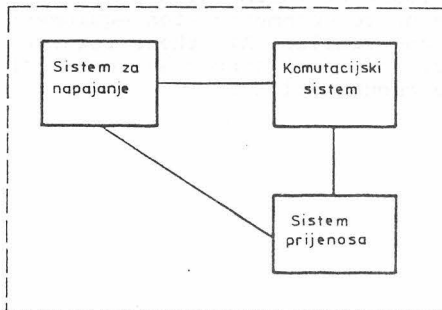 Sistem za
napajanje
Komutacijski
sistem
Sistem
prijenosa